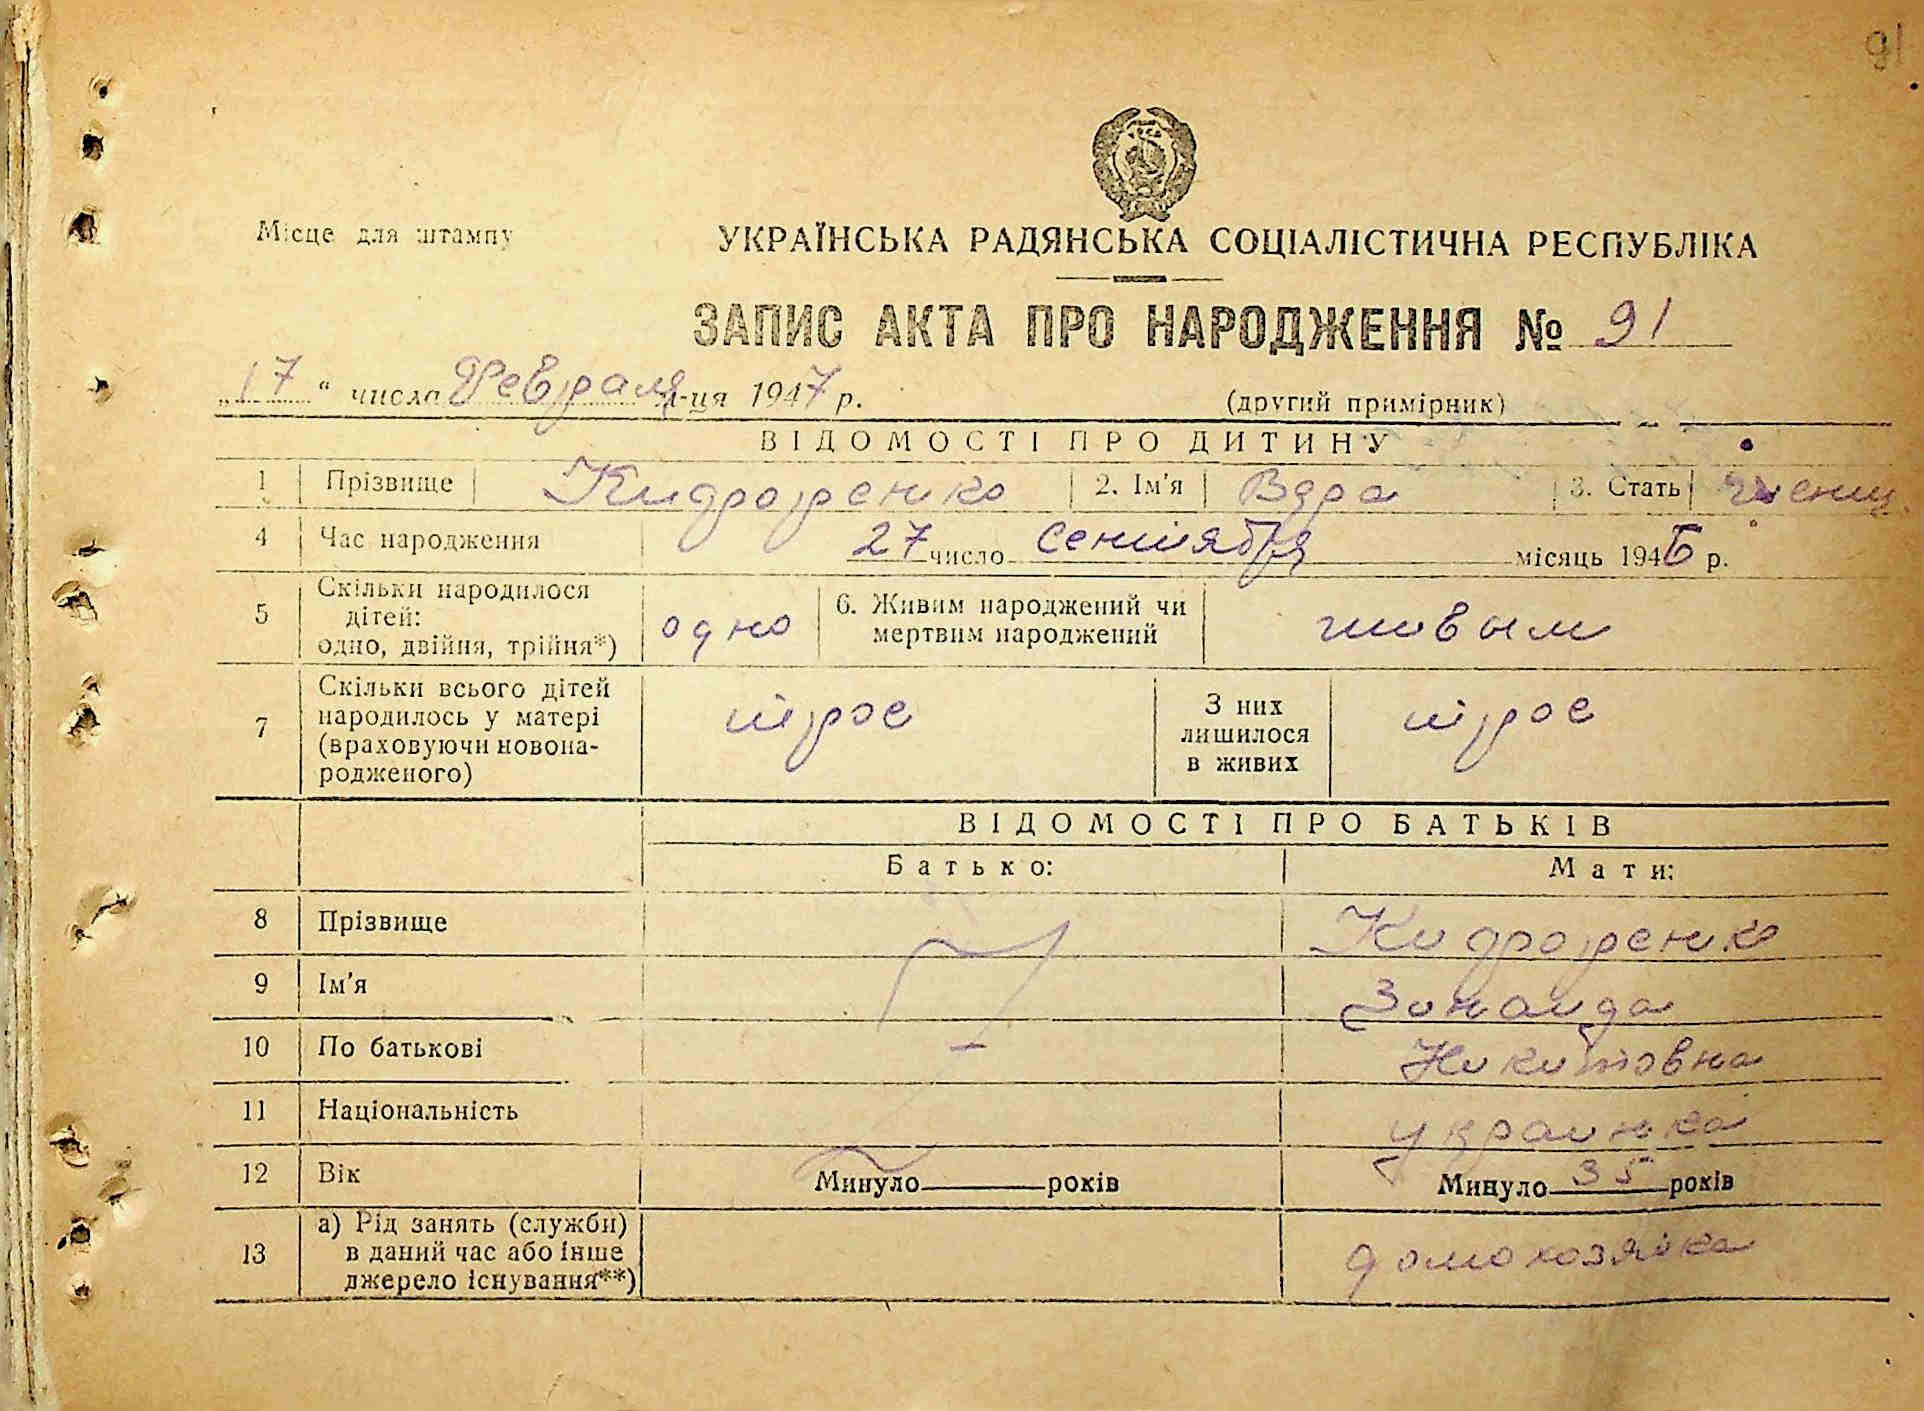 91
Місце для штампу
УКРАЇНСЬКА РАДЯНСЬКА СОЦІАЛІСТИЧНА РЕСПУБЛІКА
ЗАПИС АКТА ПРО НАРОДЖЕННЯ № 91
„17“ числа Февраля м-ця 1947 р. (другий примірник)
ВІДОМОСТІ ПРО ДИТИНУ
1 Прізвище Кидроренко 2. Ім'я Вэра 3. Стать женщ.
4 Час народження 27 число сентября місяць 1946 р.
5 Скільки народилося дітей: одно, двійня, трійня*) одно 6. Живим народжений чи мертвим народжений живым
7 Скільки всього дітей народилось у матері (враховуючи новонародженого) трое З них лишилося в живих трое
ВІДОМОСТІ ПРО БАТЬКІВ
Батько: Мати:
8 Прізвище Кидроренко
9 Ім'я Зинаида
10 По батькові Никитовна
11 Національність украинка
12 Вік Минуло років Минуло 35 років
13 а) Рід занять (служби) в даний час або інше джерело існування**) домохозяйка